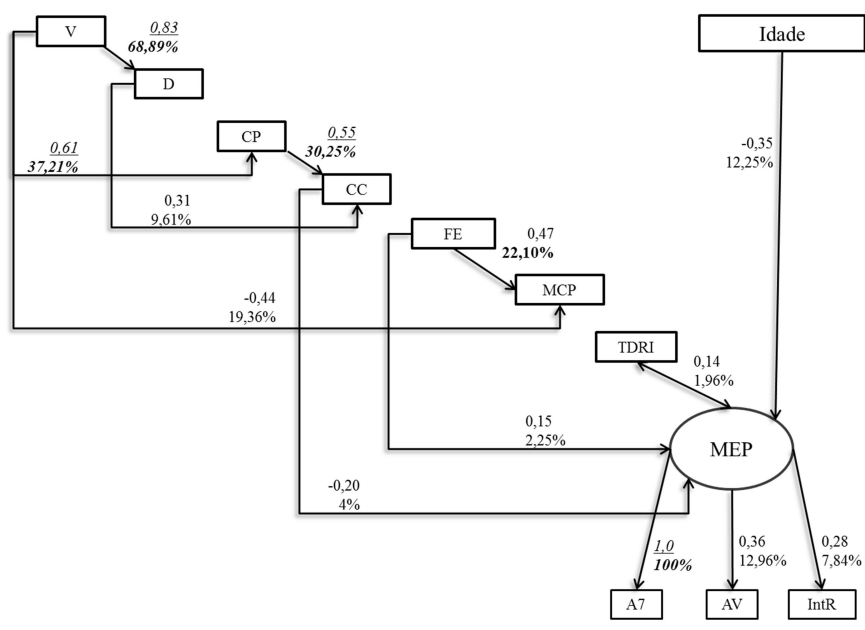 V
0,83
68,89%
D
Idade
CP
0,55
30,25%
0,61
37,21%
CC
-0,35
12,25%
0,31
9,61%
FE
0,47
22,10%
MCP
-0,44
19,36%
TDRI
0,14
1,96%
0,15
2,25%
MEP
-0,20
4%
1,0
100%
0,36
12,96%
0,28
7,84%
A7
AV
IntR